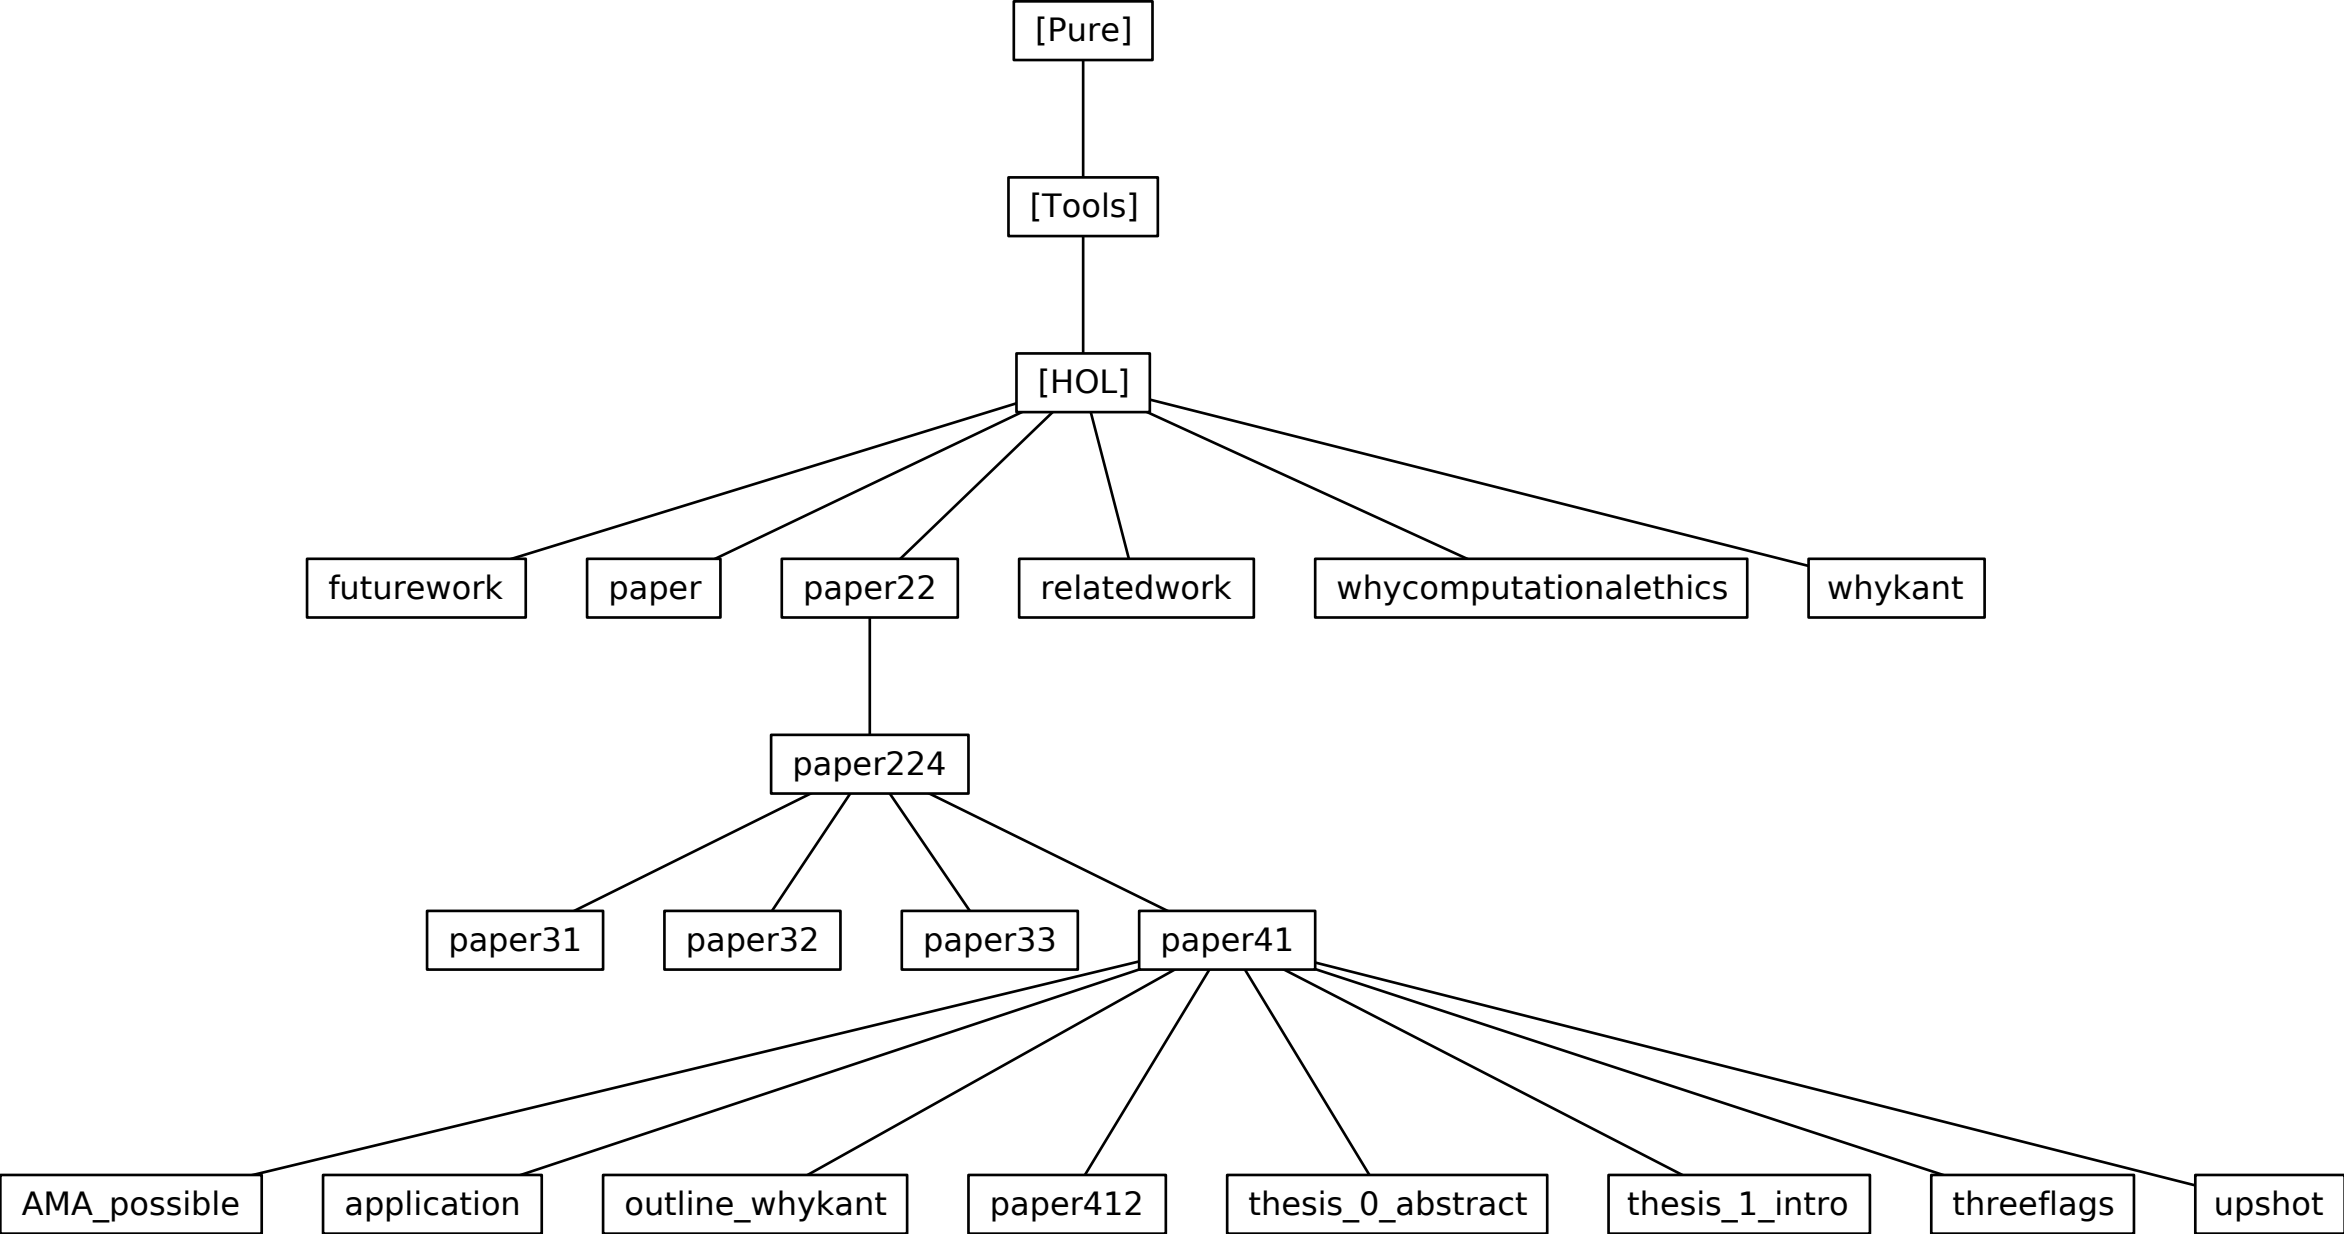 [Pure]
[Tools]
[HOL]
futurework
paper
paper22
relatedwork
whycomputationalethics
whykant
paper224
paper31
paper32
paper33
paper41
AMA_possible
application
outline_whykant
paper412
thesis_0_abstract
thesis_1_intro
threeflags
upshot